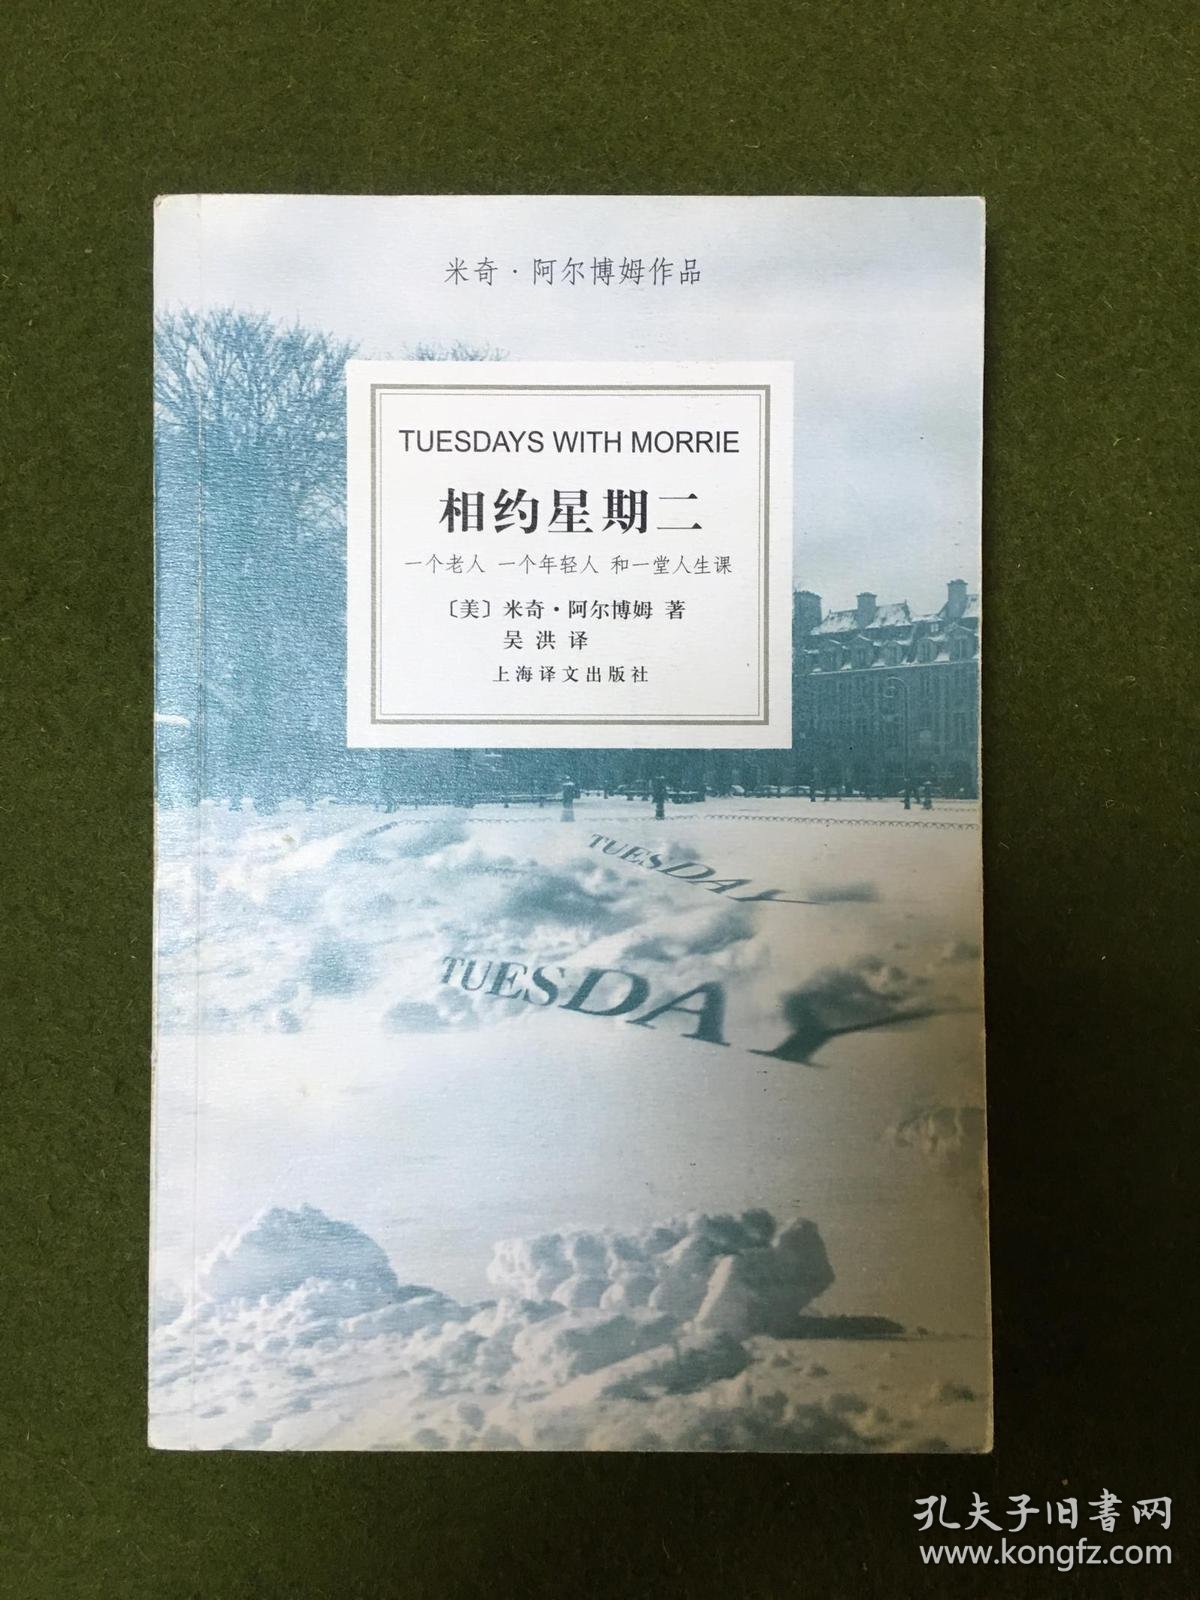 米奇·阿尔博姆作品
TUESDAYS WITH MORRIE
相约星期二
一个老人 一个年轻人 和一堂人生课
〔美〕米奇·阿尔博姆 著
吴洪 译
上海译文出版社
TUESDAY
TUESDAY
孔夫子旧書网
www.kongfz.com